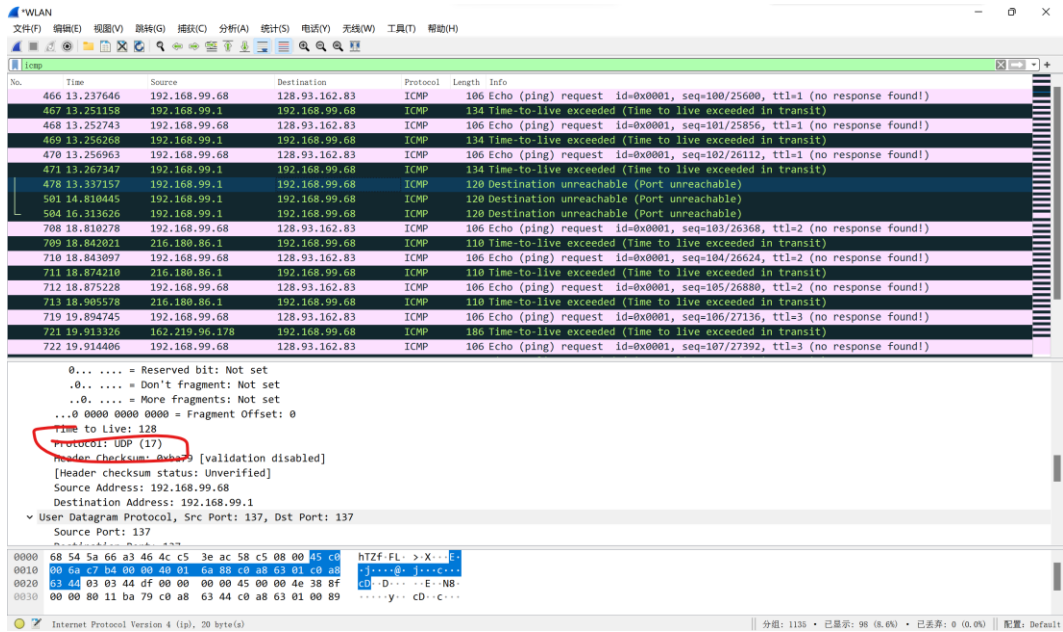 *WLAN
文件(F) 编辑(E) 视图(V) 跳转(G) 捕获(C) 分析(A) 统计(S) 电话(Y) 无线(W) 工具(T) 帮助(H)
icmp
No. Time Source Destination Protocol Length Info
466 13.237646 192.168.99.68 128.93.162.83 ICMP 106 Echo (ping) request id=0x0001, seq=100/25600, ttl=1 (no response found!)
467 13.251158 192.168.99.1 192.168.99.68 ICMP 134 Time-to-live exceeded (Time to live exceeded in transit)
468 13.252743 192.168.99.68 128.93.162.83 ICMP 106 Echo (ping) request id=0x0001, seq=101/25856, ttl=1 (no response found!)
469 13.256268 192.168.99.1 192.168.99.68 ICMP 134 Time-to-live exceeded (Time to live exceeded in transit)
470 13.256963 192.168.99.68 128.93.162.83 ICMP 106 Echo (ping) request id=0x0001, seq=102/26112, ttl=1 (no response found!)
471 13.267347 192.168.99.1 192.168.99.68 ICMP 134 Time-to-live exceeded (Time to live exceeded in transit)
478 13.337157 192.168.99.1 192.168.99.68 ICMP 120 Destination unreachable (Port unreachable)
501 14.810445 192.168.99.1 192.168.99.68 ICMP 120 Destination unreachable (Port unreachable)
504 16.313626 192.168.99.1 192.168.99.68 ICMP 120 Destination unreachable (Port unreachable)
708 18.810278 192.168.99.68 128.93.162.83 ICMP 106 Echo (ping) request id=0x0001, seq=103/26368, ttl=2 (no response found!)
709 18.842021 216.180.86.1 192.168.99.68 ICMP 110 Time-to-live exceeded (Time to live exceeded in transit)
710 18.843097 192.168.99.68 128.93.162.83 ICMP 106 Echo (ping) request id=0x0001, seq=104/26624, ttl=2 (no response found!)
711 18.874210 216.180.86.1 192.168.99.68 ICMP 110 Time-to-live exceeded (Time to live exceeded in transit)
712 18.875228 192.168.99.68 128.93.162.83 ICMP 106 Echo (ping) request id=0x0001, seq=105/26880, ttl=2 (no response found!)
713 18.905578 216.180.86.1 192.168.99.68 ICMP 110 Time-to-live exceeded (Time to live exceeded in transit)
719 19.894745 192.168.99.68 128.93.162.83 ICMP 106 Echo (ping) request id=0x0001, seq=106/27136, ttl=3 (no response found!)
721 19.913326 162.219.96.178 192.168.99.68 ICMP 186 Time-to-live exceeded (Time to live exceeded in transit)
722 19.914406 192.168.99.68 128.93.162.83 ICMP 106 Echo (ping) request id=0x0001, seq=107/27392, ttl=3 (no response found!)
0... .... = Reserved bit: Not set
.0.. .... = Don't fragment: Not set
..0. .... = More fragments: Not set
...0 0000 0000 0000 = Fragment Offset: 0
Time to Live: 128
Protocol: UDP (17)
Header Checksum: 0xba79 [validation disabled]
[Header checksum status: Unverified]
Source Address: 192.168.99.68
Destination Address: 192.168.99.1
User Datagram Protocol, Src Port: 137, Dst Port: 137
Source Port: 137
0000 68 54 5a 66 a3 46 4c c5 3e ac 58 c5 08 00 45 c0 hTZf·FL· >·X···E·
0010 00 6a c7 b4 00 00 40 01 6a 88 c0 a8 63 01 c0 a8 ·j····@· j···c···
0020 63 44 03 03 44 df 00 00 00 00 45 00 00 4e 38 8f cD··D··· ··E··N8·
0030 00 00 80 11 ba 79 c0 a8 63 44 c0 a8 63 01 00 89 ·····y·· cD··c···
Internet Protocol Version 4 (ip), 20 byte(s) 分组: 1135 · 已显示: 98 (8.6%) · 已丢弃: 0 (0.0%) 配置: Default